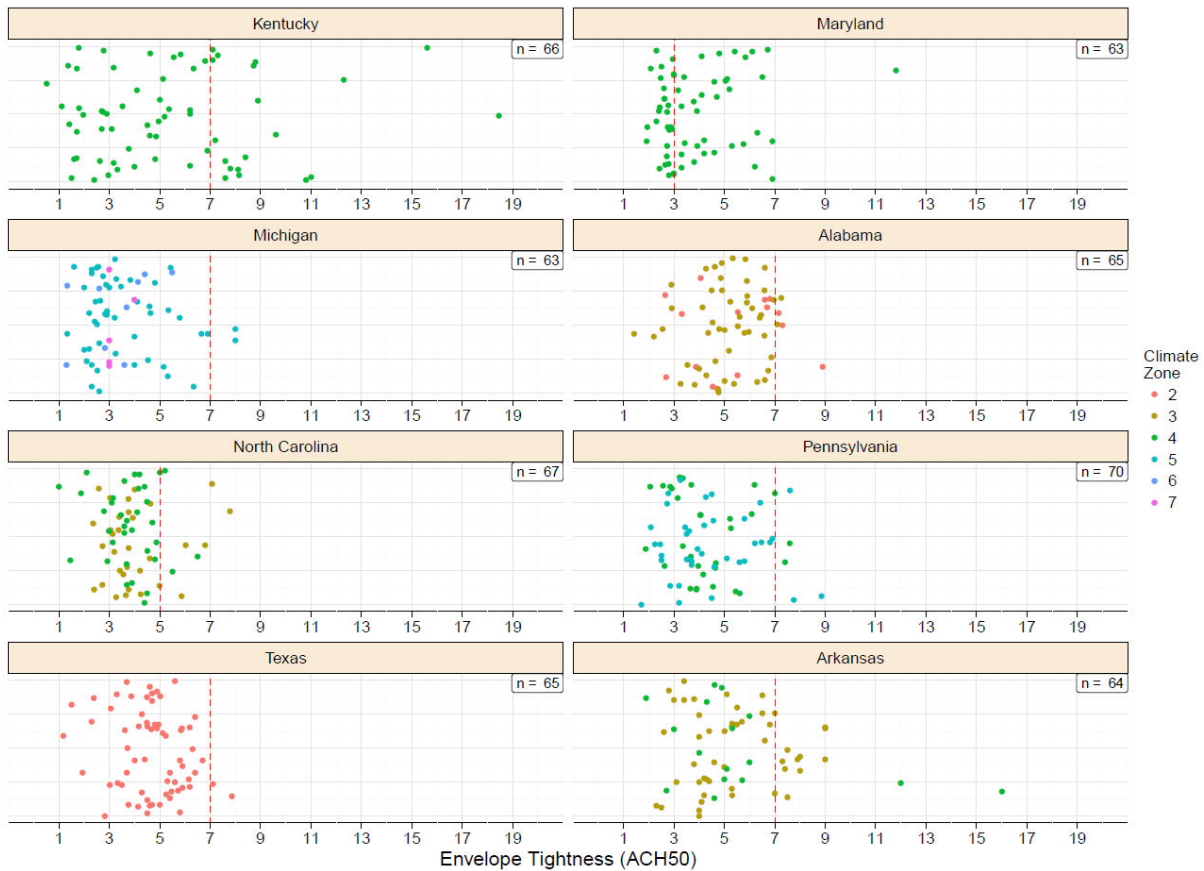 Kentucky
Maryland
n = 66
n = 63
1 3 5 7 9 11 13 15 17 19
1 3 5 7 9 11 13 15 17 19
Michigan
Alabama
n = 63
n = 65
1 3 5 7 9 11 13 15 17 19
1 3 5 7 9 11 13 15 17 19
North Carolina
Pennsylvania
n = 67
n = 70
1 3 5 7 9 11 13 15 17 19
1 3 5 7 9 11 13 15 17 19
Texas
Arkansas
n = 65
n = 64
1 3 5 7 9 11 13 15 17 19
1 3 5 7 9 11 13 15 17 19
Envelope Tightness (ACH50)
Climate
Zone
2
3
4
5
6
7